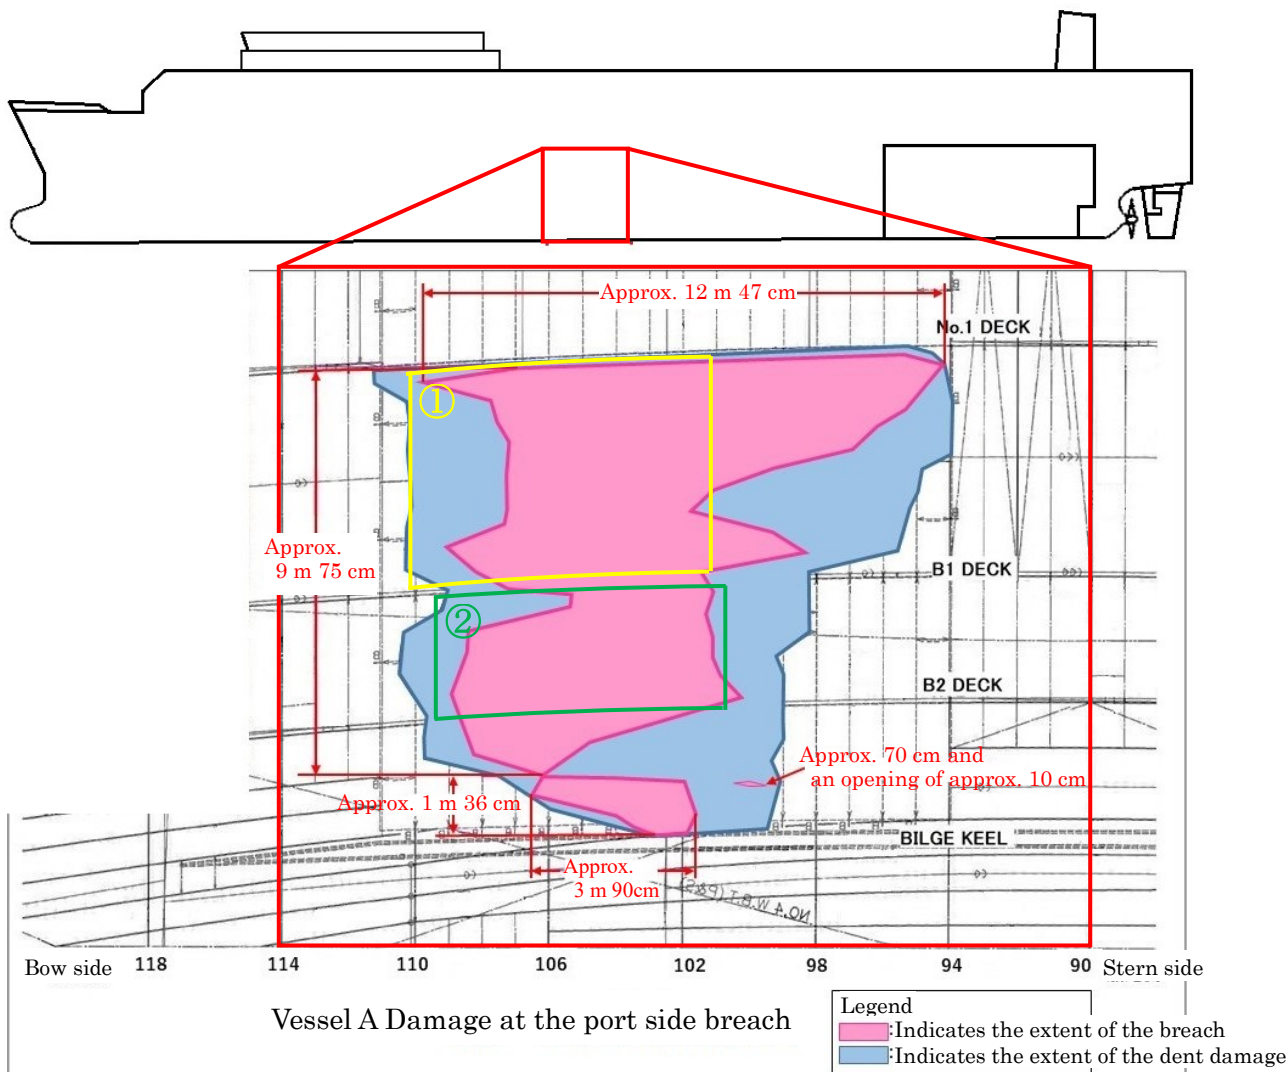 Approx. 12 m 47 cm
No.1 DECK
①
Approx.
9 m 75 cm
B1 DECK
②
B2 DECK
Approx. 70 cm and
an opening of approx. 10 cm
Approx. 1 m 36 cm
BILGE KEEL
Approx.
3 m 90cm
NO.4 W.B.T.(P&S)
Bow side 118 114 110 106 102 98 94 90 Stern side
Vessel A Damage at the port side breach
Legend
:Indicates the extent of the breach
:Indicates the extent of the dent damage